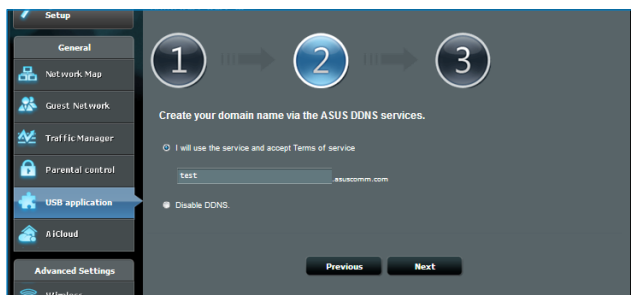 Setup
General
Network Map
Guest Network
Traffic Manager
Parental control
USB application
AiCloud
Advanced Settings
Wireless
1
2
3
Create your domain name via the ASUS DDNS services.
I will use the service and accept Terms of service
test .asuscomm.com
Disable DDNS.
Previous Next